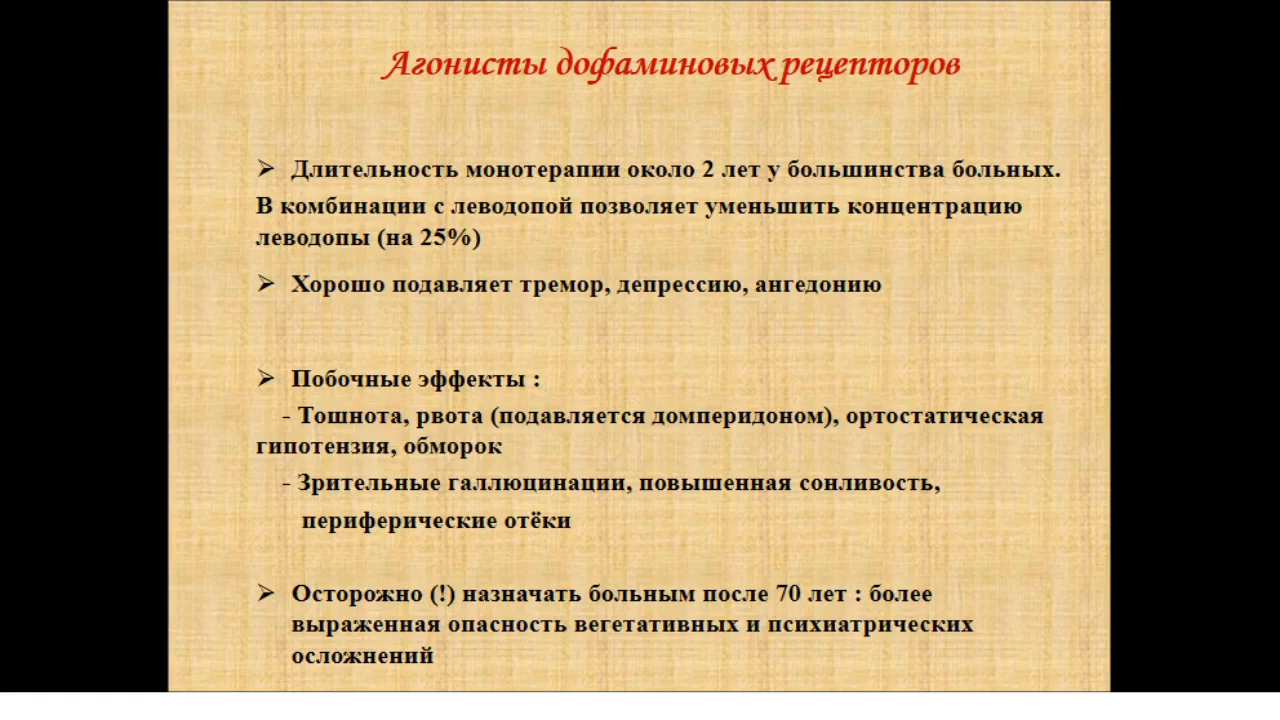 Агонисты дофаминовых рецепторов
➢ Длительность монотерапии около 2 лет у большинства больных.
В комбинации с леводопой позволяет уменьшить концентрацию
леводопы (на 25%)
➢ Хорошо подавляет тремор, депрессию, ангедонию
➢ Побочные эффекты :
- Тошнота, рвота (подавляется домперидоном), ортостатическая
гипотензия, обморок
- Зрительные галлюцинации, повышенная сонливость,
периферические отёки
➢ Осторожно (!) назначать больным после 70 лет : более
выраженная опасность вегетативных и психиатрических
осложнений